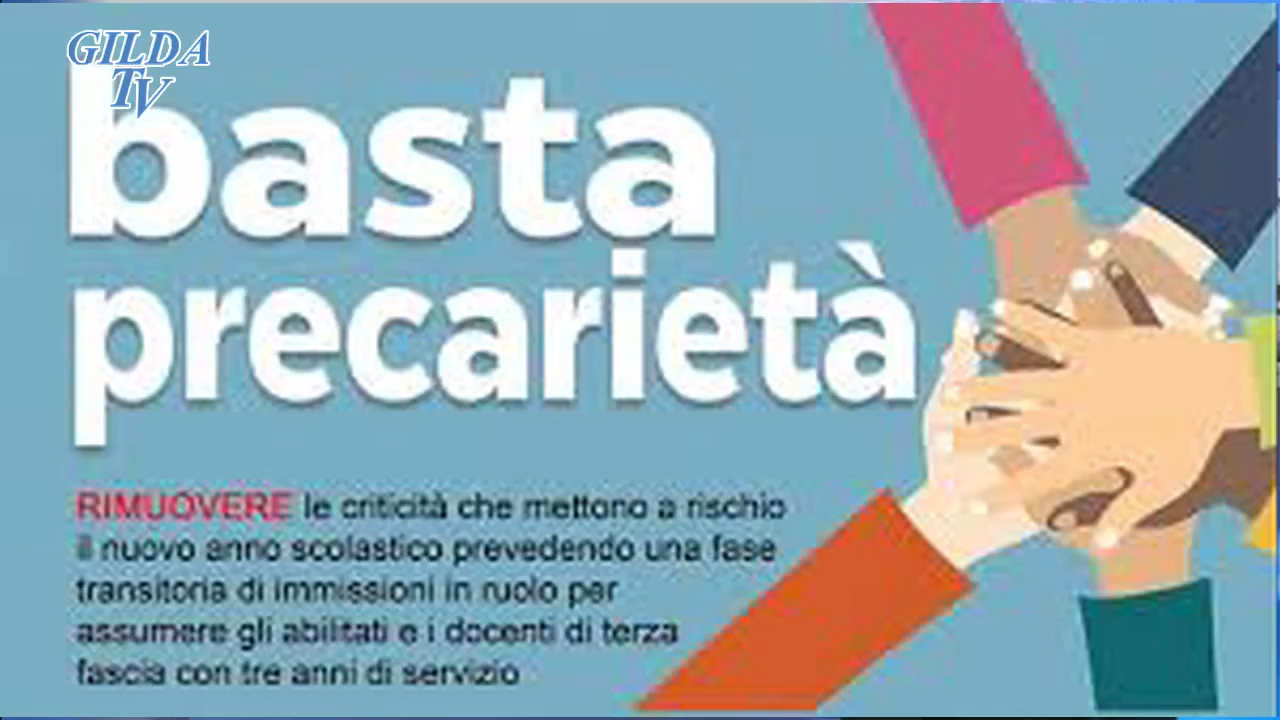 GILDA
TV
basta
precarietà
RIMUOVERE le criticità che mettono a rischio
il nuovo anno scolastico prevedendo una fase
transitoria di immissioni in ruolo per
assumere gli abilitati e i docenti di terza
fascia con tre anni di servizio